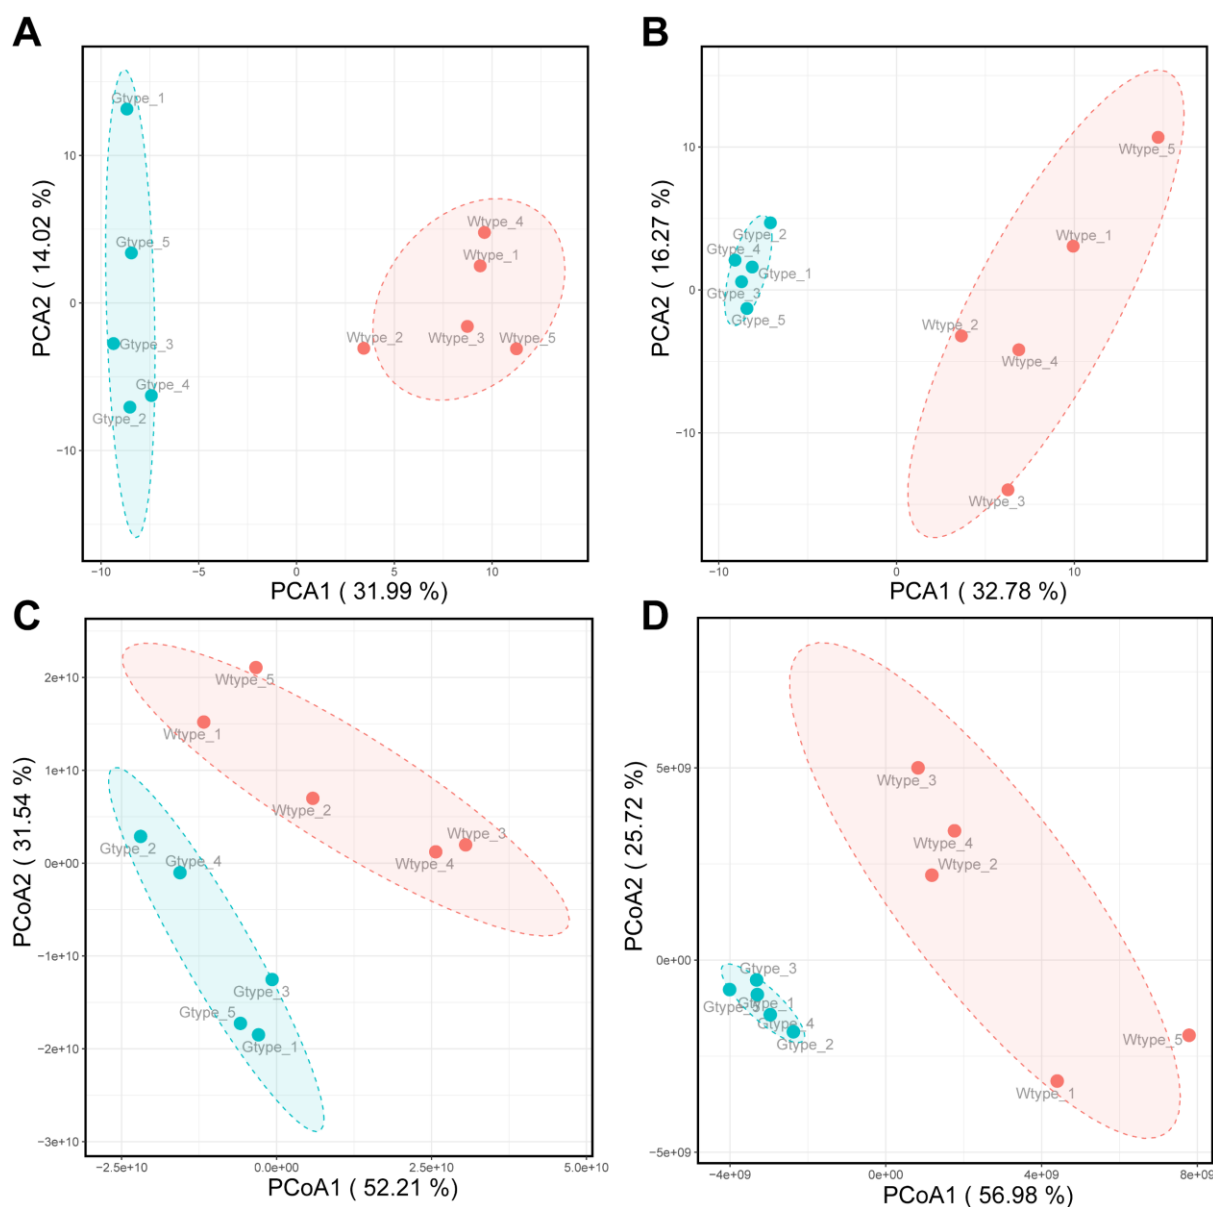 A
B
Gtype_1
Gtype_5
Gtype_3
Gtype_4
Gtype_2
Wtype_4
Wtype_1
Wtype_2
Wtype_3
Wtype_5
10
0
−10
−10
−5
0
5
10
PCA2 ( 14.02 %)
PCA1 ( 31.99 %)
Wtype_5
Wtype_1
Gtype_2
Gtype_4
Gtype_1
Gtype_3
Gtype_5
Wtype_2
Wtype_4
Wtype_3
10
0
−10
−10
0
10
PCA2 ( 16.27 %)
PCA1 ( 32.78 %)
C
D
Wtype_5
Wtype_1
Wtype_2
Wtype_3
Wtype_4
Gtype_2
Gtype_4
Gtype_3
Gtype_5
Gtype_1
2e+10
1e+10
0e+00
−1e+10
−2e+10
−3e+10
−2.5e+10
0.0e+00
2.5e+10
5.0e+10
PCoA2 ( 31.54 %)
PCoA1 ( 52.21 %)
Wtype_3
Wtype_4
Wtype_2
Gtype_3
Gtype_1
Gtype_5
Gtype_4
Gtype_2
Wtype_5
Wtype_1
5e+09
0e+00
−5e+09
−4e+09
0e+00
4e+09
8e+09
PCoA2 ( 25.72 %)
PCoA1 ( 56.98 %)